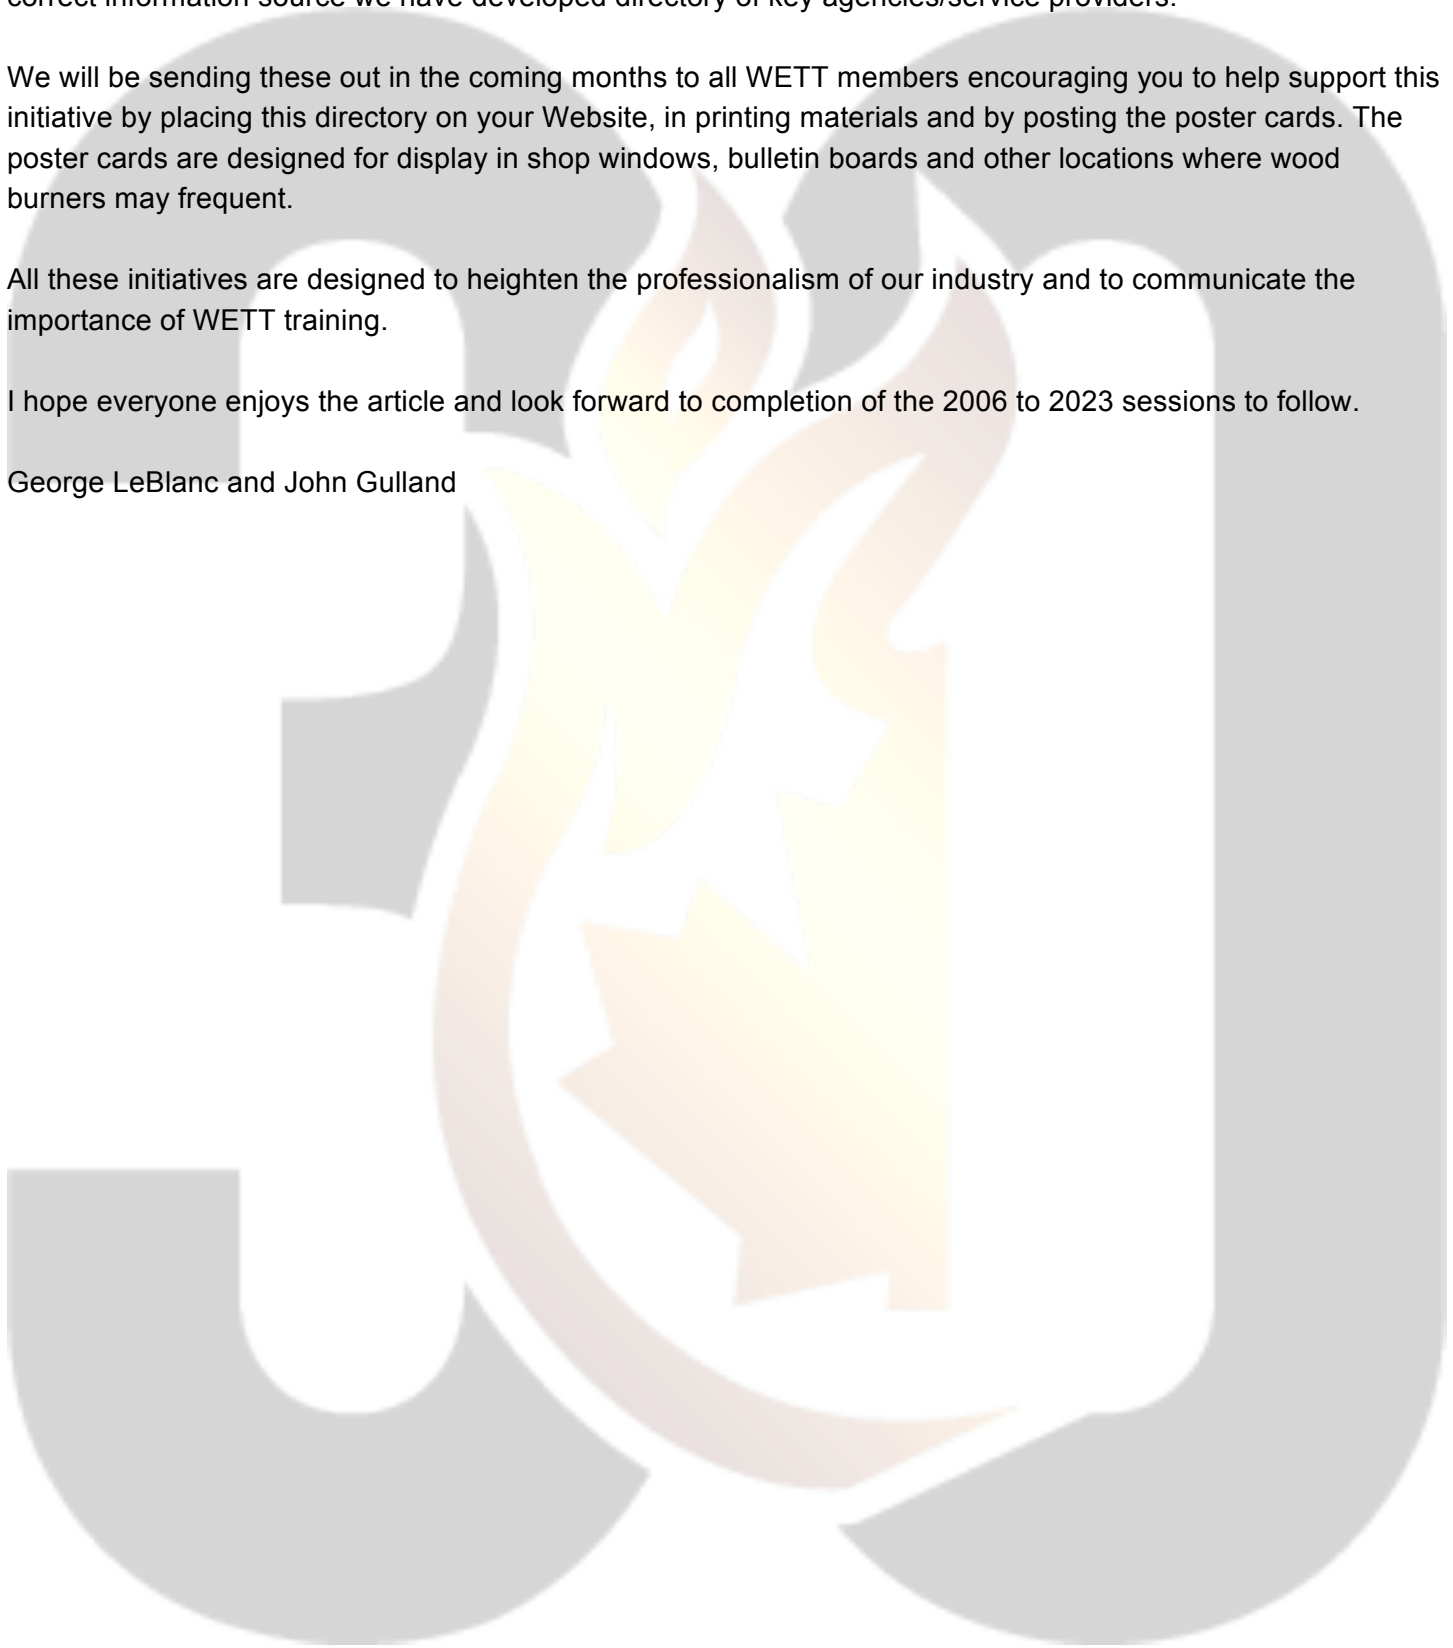 correct information source we have developed directory of key agencies/service providers.
We will be sending these out in the coming months to all WETT members encouraging you to help support this
initiative by placing this directory on your Website, in printing materials and by posting the poster cards. The
poster cards are designed for display in shop windows, bulletin boards and other locations where wood
burners may frequent.
All these initiatives are designed to heighten the professionalism of our industry and to communicate the
importance of WETT training.
I hope everyone enjoys the article and look forward to completion of the 2006 to 2023 sessions to follow.
George LeBlanc and John Gulland
30